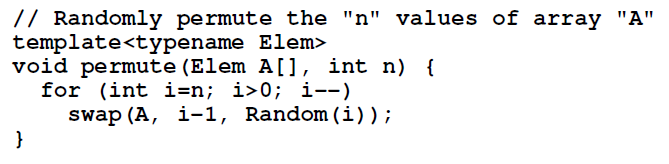 // Randomly permute the "n" values of array "A"
template<typename Elem>
void permute(Elem A[], int n) {
  for (int i=n; i>0; i--)
    swap(A, i-1, Random(i));
}